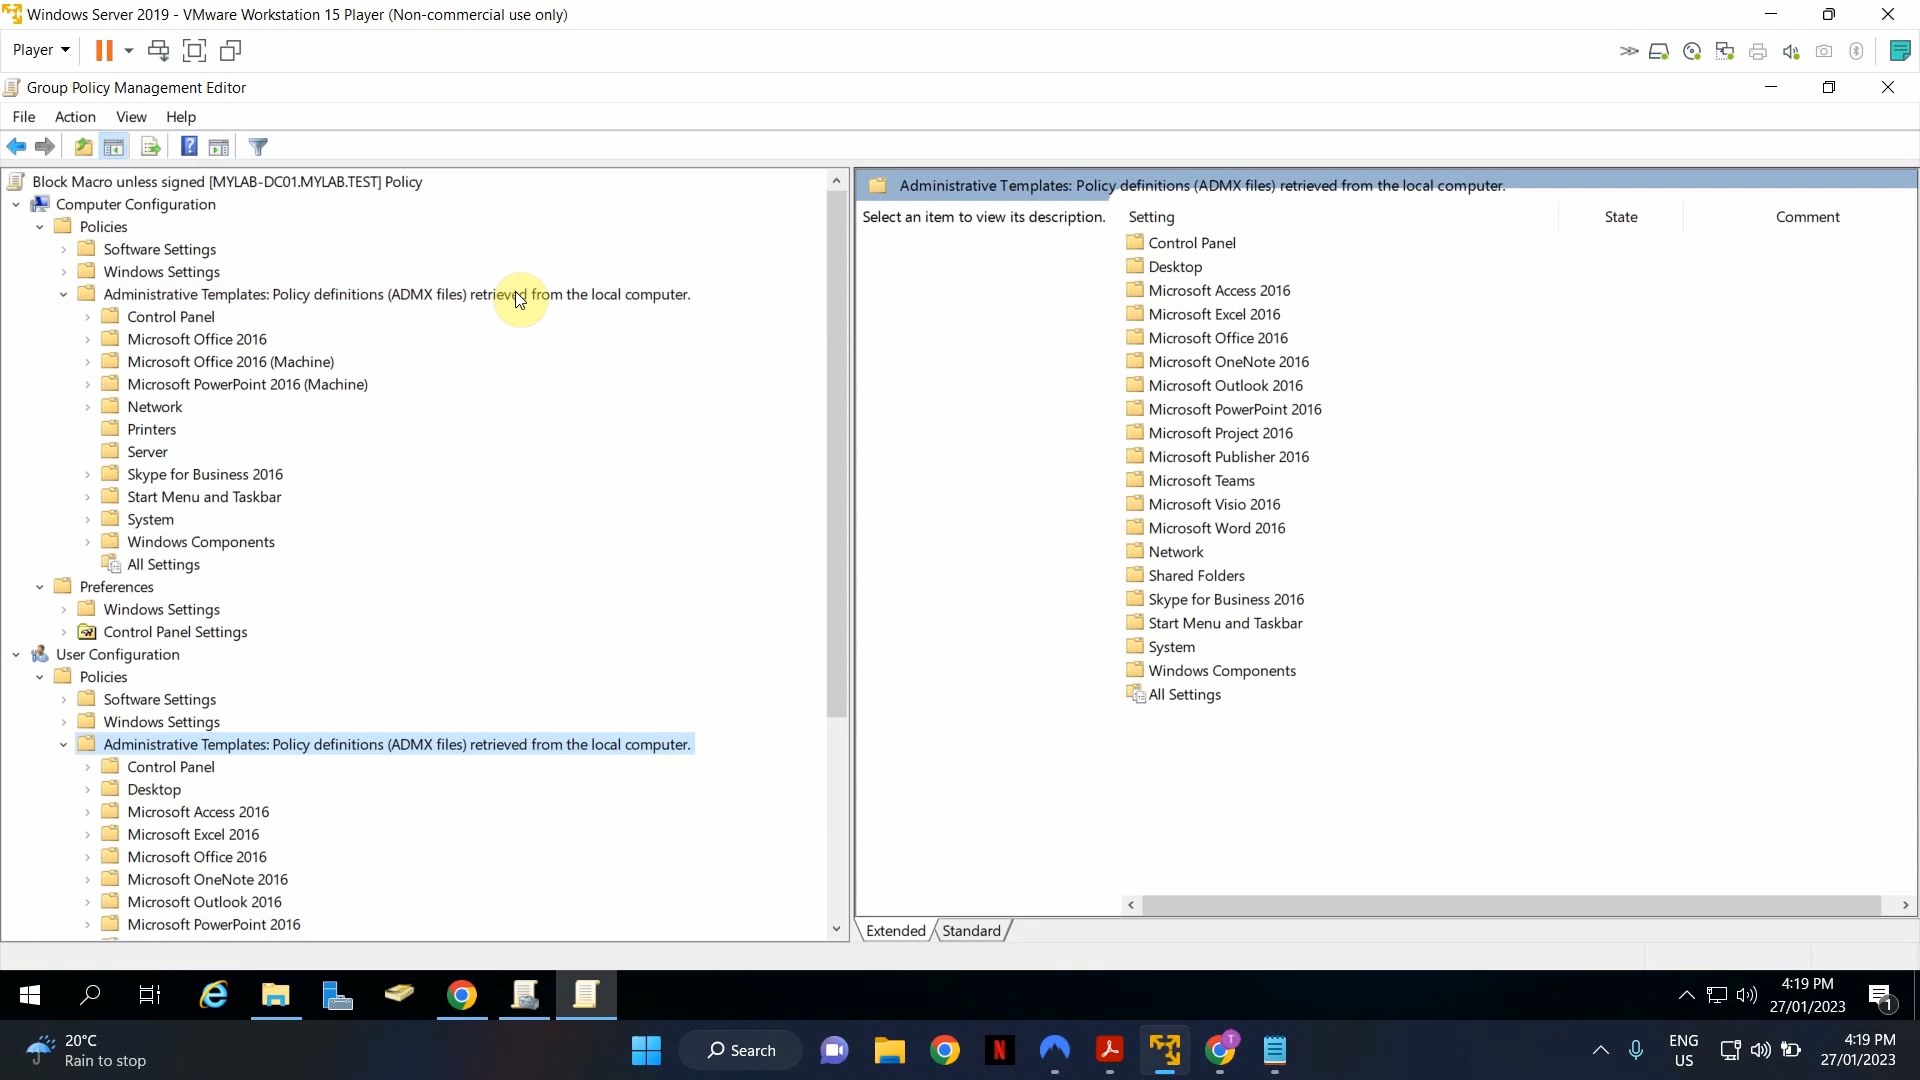 Windows Server 2019 - VMware Workstation 15 Player (Non-commercial use only)
Player
Group Policy Management Editor
File Action View Help
Block Macro unless signed [MYLAB-DC01.MYLAB.TEST] Policy
Computer Configuration
Policies
Software Settings
Windows Settings
Administrative Templates: Policy definitions (ADMX files) retrieved from the local computer.
Control Panel
Microsoft Office 2016
Microsoft Office 2016 (Machine)
Microsoft PowerPoint 2016 (Machine)
Network
Printers
Server
Skype for Business 2016
Start Menu and Taskbar
System
Windows Components
All Settings
Preferences
Windows Settings
Control Panel Settings
User Configuration
Policies
Software Settings
Windows Settings
Administrative Templates: Policy definitions (ADMX files) retrieved from the local computer.
Control Panel
Desktop
Microsoft Access 2016
Microsoft Excel 2016
Microsoft Office 2016
Microsoft OneNote 2016
Microsoft Outlook 2016
Microsoft PowerPoint 2016
Administrative Templates: Policy definitions (ADMX files) retrieved from the local computer.
Select an item to view its description.
Setting State Comment
Control Panel
Desktop
Microsoft Access 2016
Microsoft Excel 2016
Microsoft Office 2016
Microsoft OneNote 2016
Microsoft Outlook 2016
Microsoft PowerPoint 2016
Microsoft Project 2016
Microsoft Publisher 2016
Microsoft Teams
Microsoft Visio 2016
Microsoft Word 2016
Network
Shared Folders
Skype for Business 2016
Start Menu and Taskbar
System
Windows Components
All Settings
Extended Standard
4:19 PM
27/01/2023
1
20°C
Rain to stop
Search
N
T
ENG
US
4:19 PM
27/01/2023